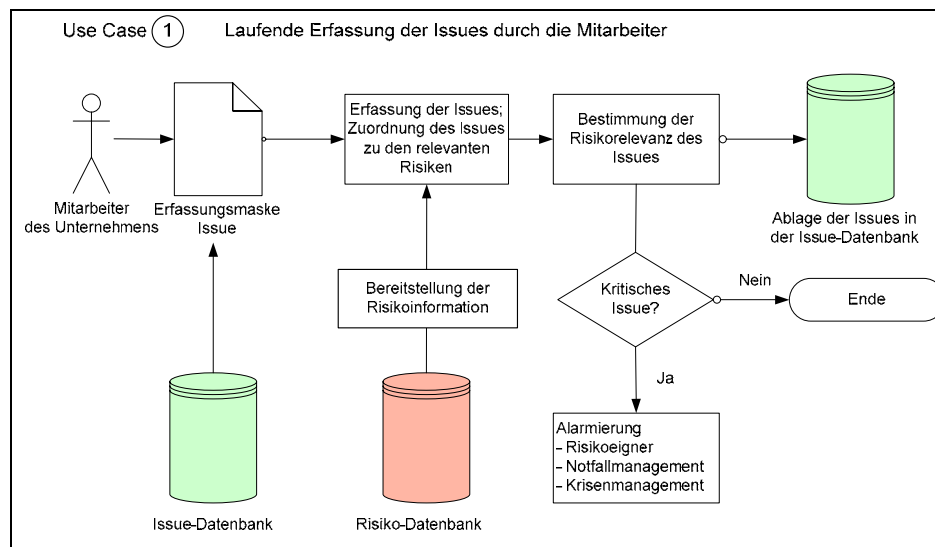 Use Case 1 Laufende Erfassung der Issues durch die Mitarbeiter
Mitarbeiter
des Unternehmens
Erfassungsmaske
Issue
Erfassung der Issues;
Zuordnung des Issues
zu den relevanten
Risiken
Bestimmung der
Risikorelevanz des
Issues
Ablage der Issues in
der Issue-Datenbank
Bereitstellung der
Risikoinformation
Kritisches
Issue?
Nein
Ende
Ja
Alarmierung
– Risikoeigner
– Notfallmanagement
– Krisenmanagement
Issue-Datenbank
Risiko-Datenbank